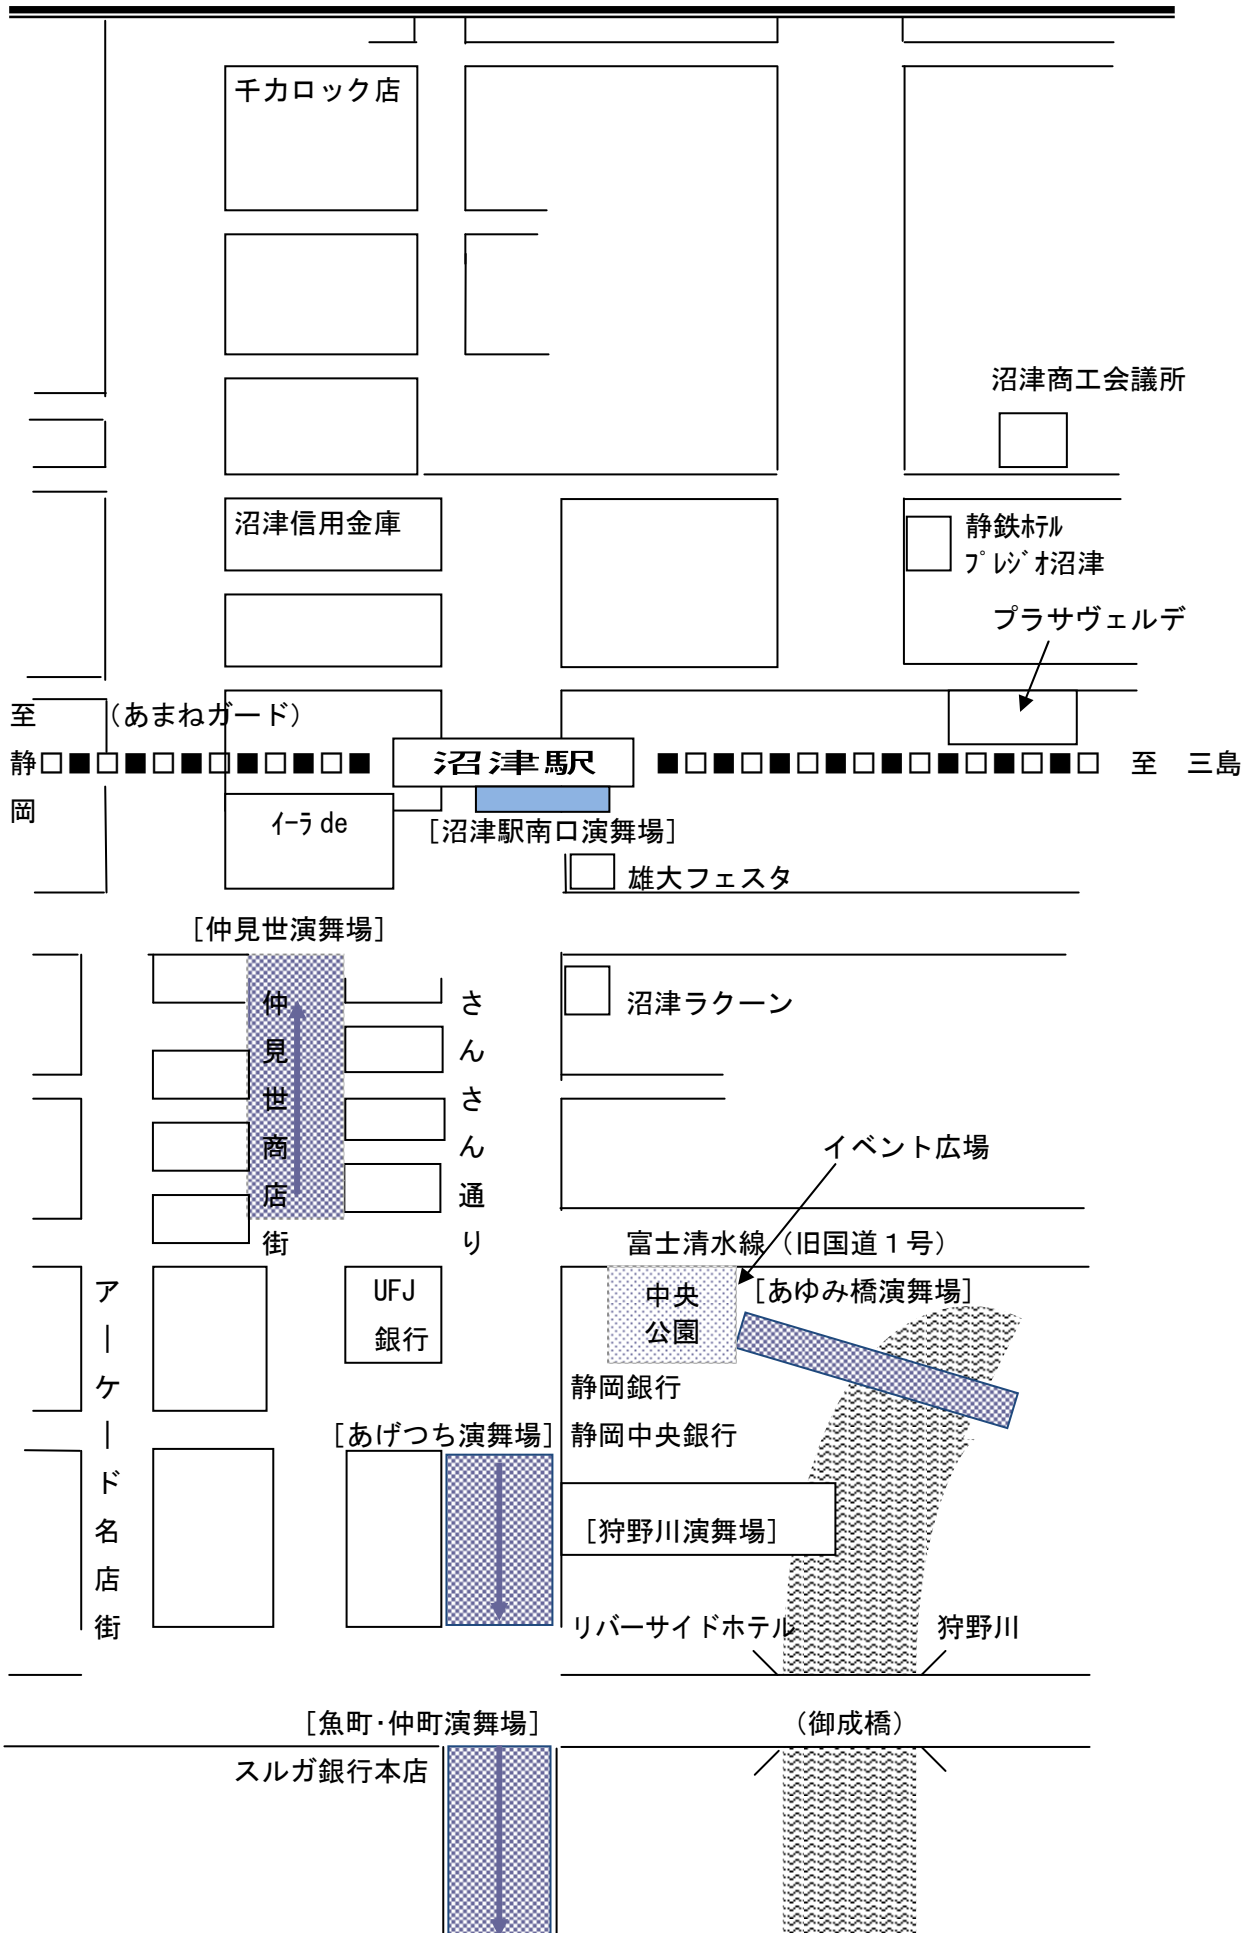 千カロック店
沼津商工会議所
沼津信用金庫
静鉄ﾎﾃﾙ
ﾌﾟﾚｼﾞｵ沼津
プラサヴェルデ
至静岡
（あまねガード）
沼津駅
至　三島
ｲｰﾗ de
［沼津駅南口演舞場］
雄大フェスタ
［仲見世演舞場］
仲見世商店街
さんさん通り
沼津ラクーン
イベント広場
富士清水線（旧国道１号）
アーケード名店街
UFJ
銀行
中央
公園
［あゆみ橋演舞場］
静岡銀行
［あげつち演舞場］
静岡中央銀行
［狩野川演舞場］
リバーサイドホテル
狩野川
［魚町･仲町演舞場］
（御成橋）
スルガ銀行本店